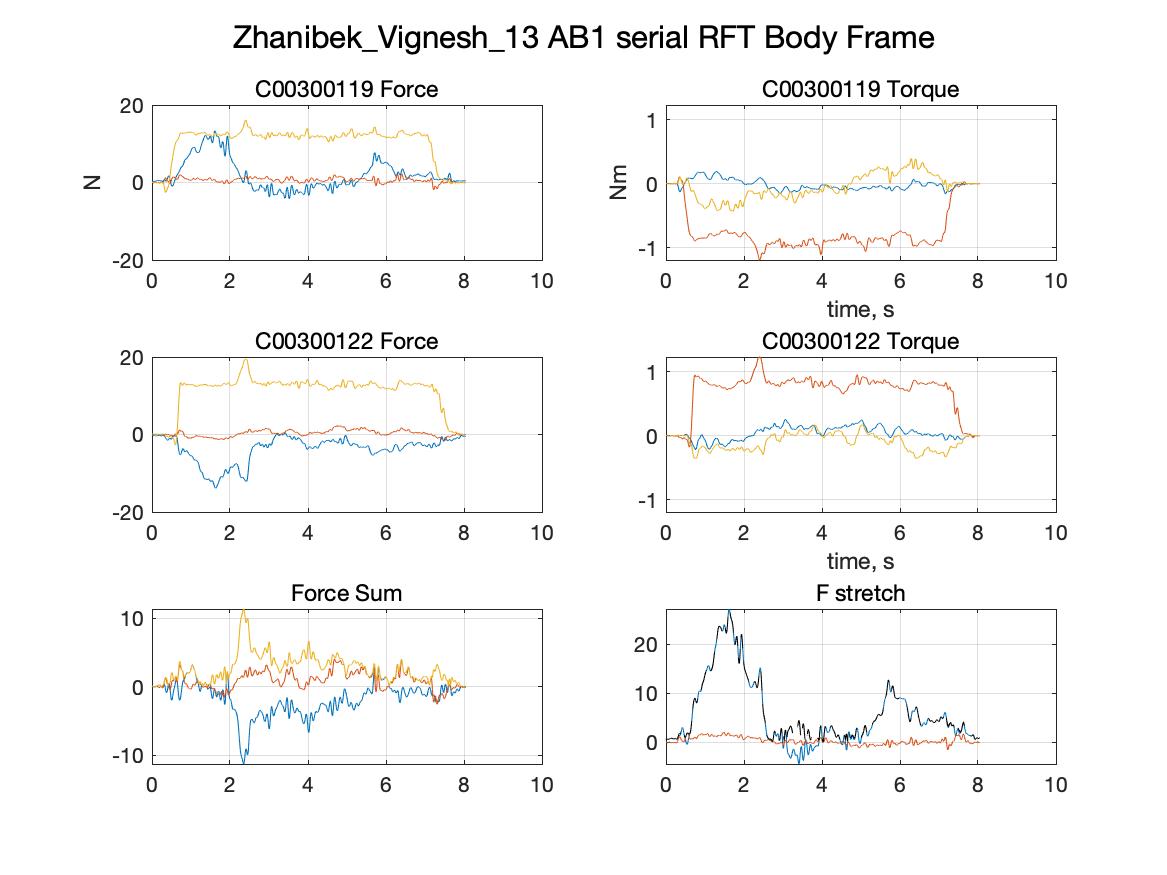 Zhanibek_Vignesh_13 AB1 serial RFT Body Frame
C00300119 Force
20
0
-20
N
0 2 4 6 8 10
C00300119 Torque
1
0
-1
Nm
0 2 4 6 8 10
time, s
C00300122 Force
20
0
-20
0 2 4 6 8 10
C00300122 Torque
1
0
-1
0 2 4 6 8 10
time, s
Force Sum
10
0
-10
0 2 4 6 8 10
F stretch
20
10
0
0 2 4 6 8 10